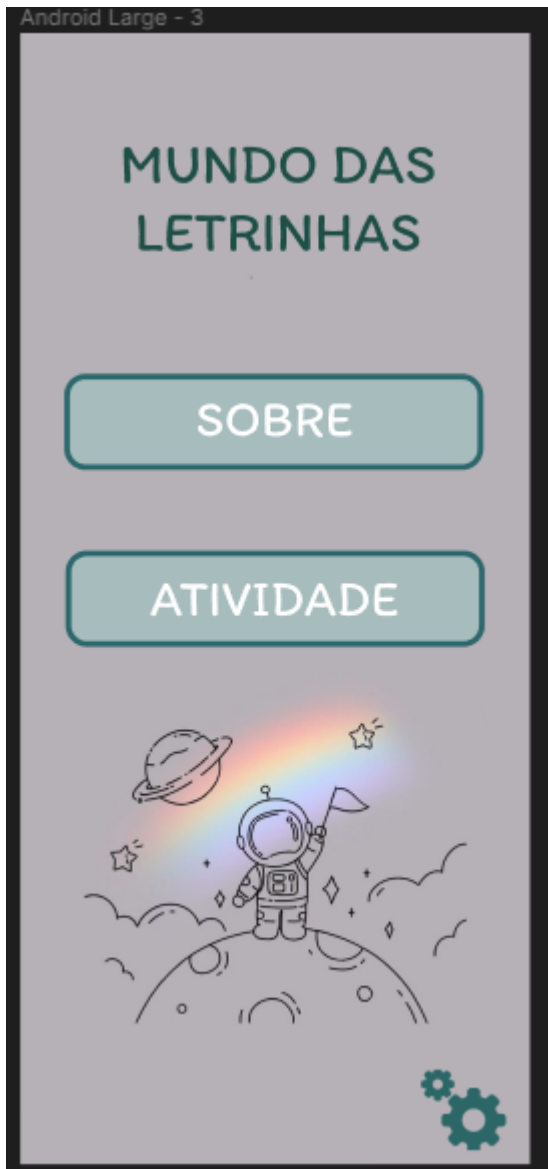 Android Large - 3
MUNDO DAS
LETRINHAS
SOBRE
ATIVIDADE